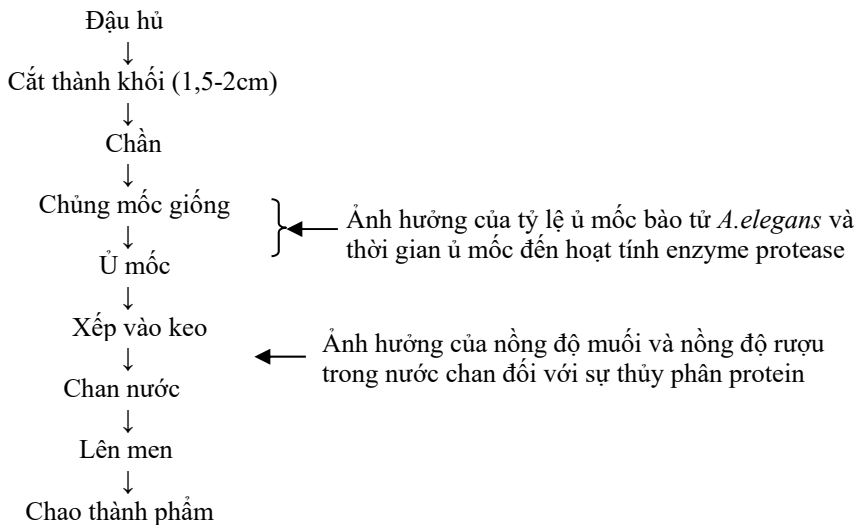 Đậu hủ
↓
Cắt thành khối (1,5-2cm)
↓
Chần
↓
Chủng mốc giống
↓
Ủ mốc
↓
Xếp vào keo
↓
Chan nước
↓
Lên men
↓
Chao thành phẩm
Ảnh hưởng của tỷ lệ ủ mốc bào tử A.elegans và
thời gian ủ mốc đến hoạt tính enzyme protease
Ảnh hưởng của nồng độ muối và nồng độ rượu
trong nước chan đối với sự thủy phân protein